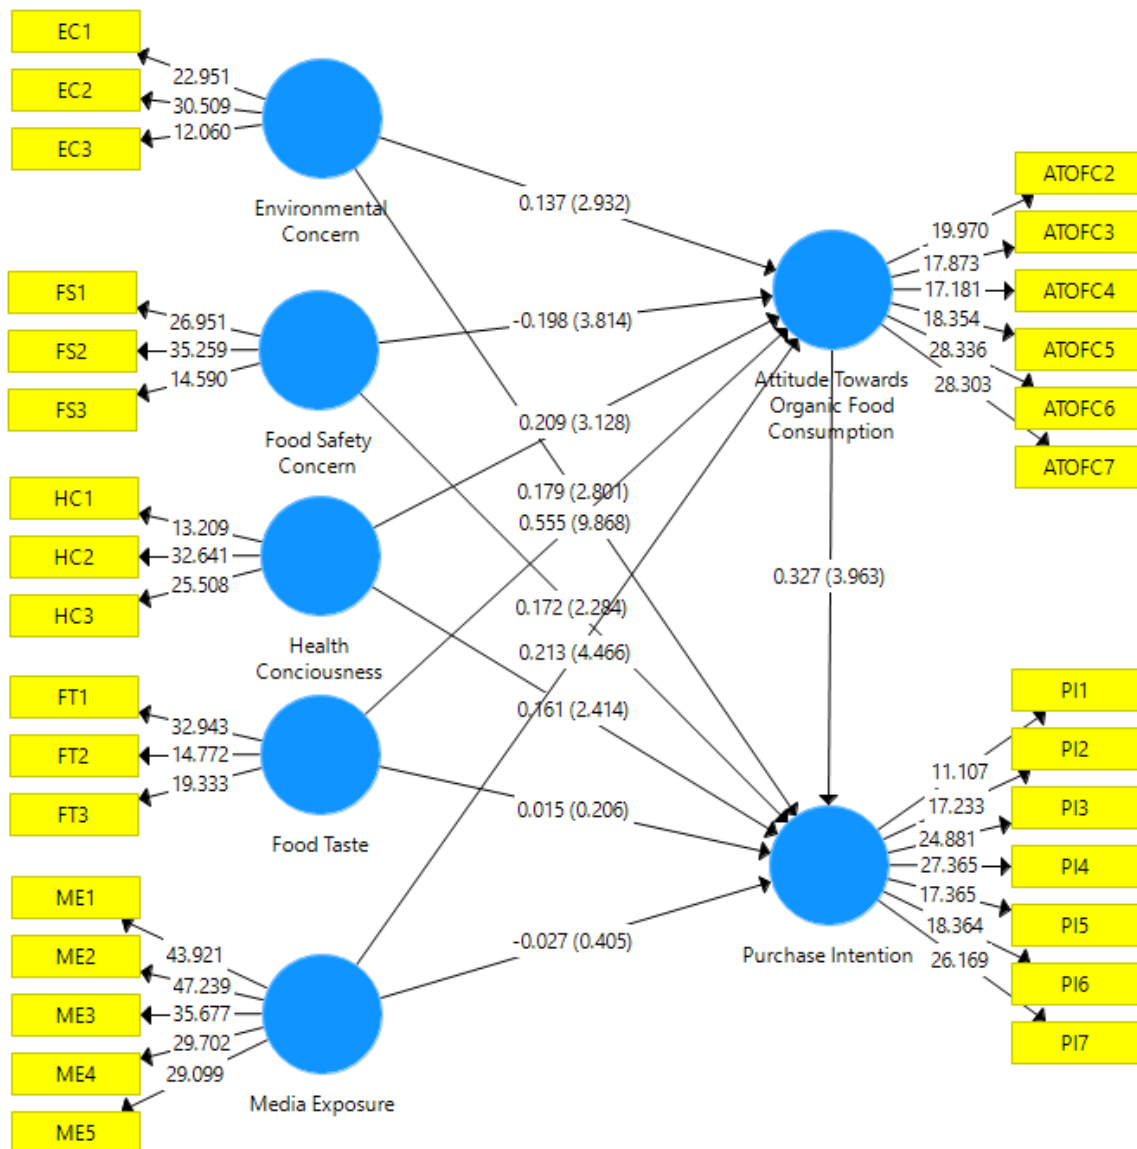 EC1
22.951
EC2
30.509
EC3
12.060
Environmental
Concern
0.137 (2.932)
ATOFC2
19.970
ATOFC3
17.873
ATOFC4
17.181
ATOFC5
18.354
ATOFC6
28.336
ATOFC7
28.303
Attitude Towards
Organic Food
Consumption
FS1
26.951
FS2
35.259
FS3
14.590
Food Safety
Concern
-0.198 (3.814)
0.209 (3.128)
HC1
13.209
HC2
32.641
HC3
25.508
Health
Conciousness
0.179 (2.801)
0.555 (9.868)
0.327 (3.963)
0.172 (2.284)
0.213 (4.466)
0.161 (2.414)
FT1
32.943
FT2
14.772
FT3
19.333
Food Taste
0.015 (0.206)
PI1
11.107
PI2
17.233
PI3
24.881
PI4
27.365
PI5
17.365
PI6
18.364
PI7
26.169
Purchase Intention
ME1
43.921
ME2
47.239
ME3
35.677
ME4
29.702
ME5
29.099
Media Exposure
-0.027 (0.405)